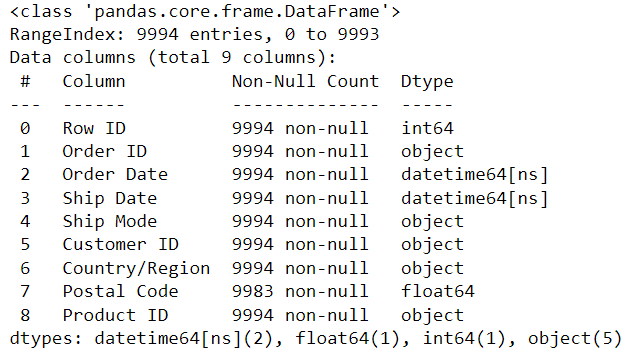 <class 'pandas.core.frame.DataFrame'>
RangeIndex: 9994 entries, 0 to 9993
Data columns (total 9 columns):
 #   Column          Non-Null Count  Dtype
---  ------          --------------  -----
 0   Row ID          9994 non-null   int64
 1   Order ID        9994 non-null   object
 2   Order Date      9994 non-null   datetime64[ns]
 3   Ship Date       9994 non-null   datetime64[ns]
 4   Ship Mode       9994 non-null   object
 5   Customer ID     9994 non-null   object
 6   Country/Region  9994 non-null   object
 7   Postal Code     9983 non-null   float64
 8   Product ID      9994 non-null   object
dtypes: datetime64[ns](2), float64(1), int64(1), object(5)